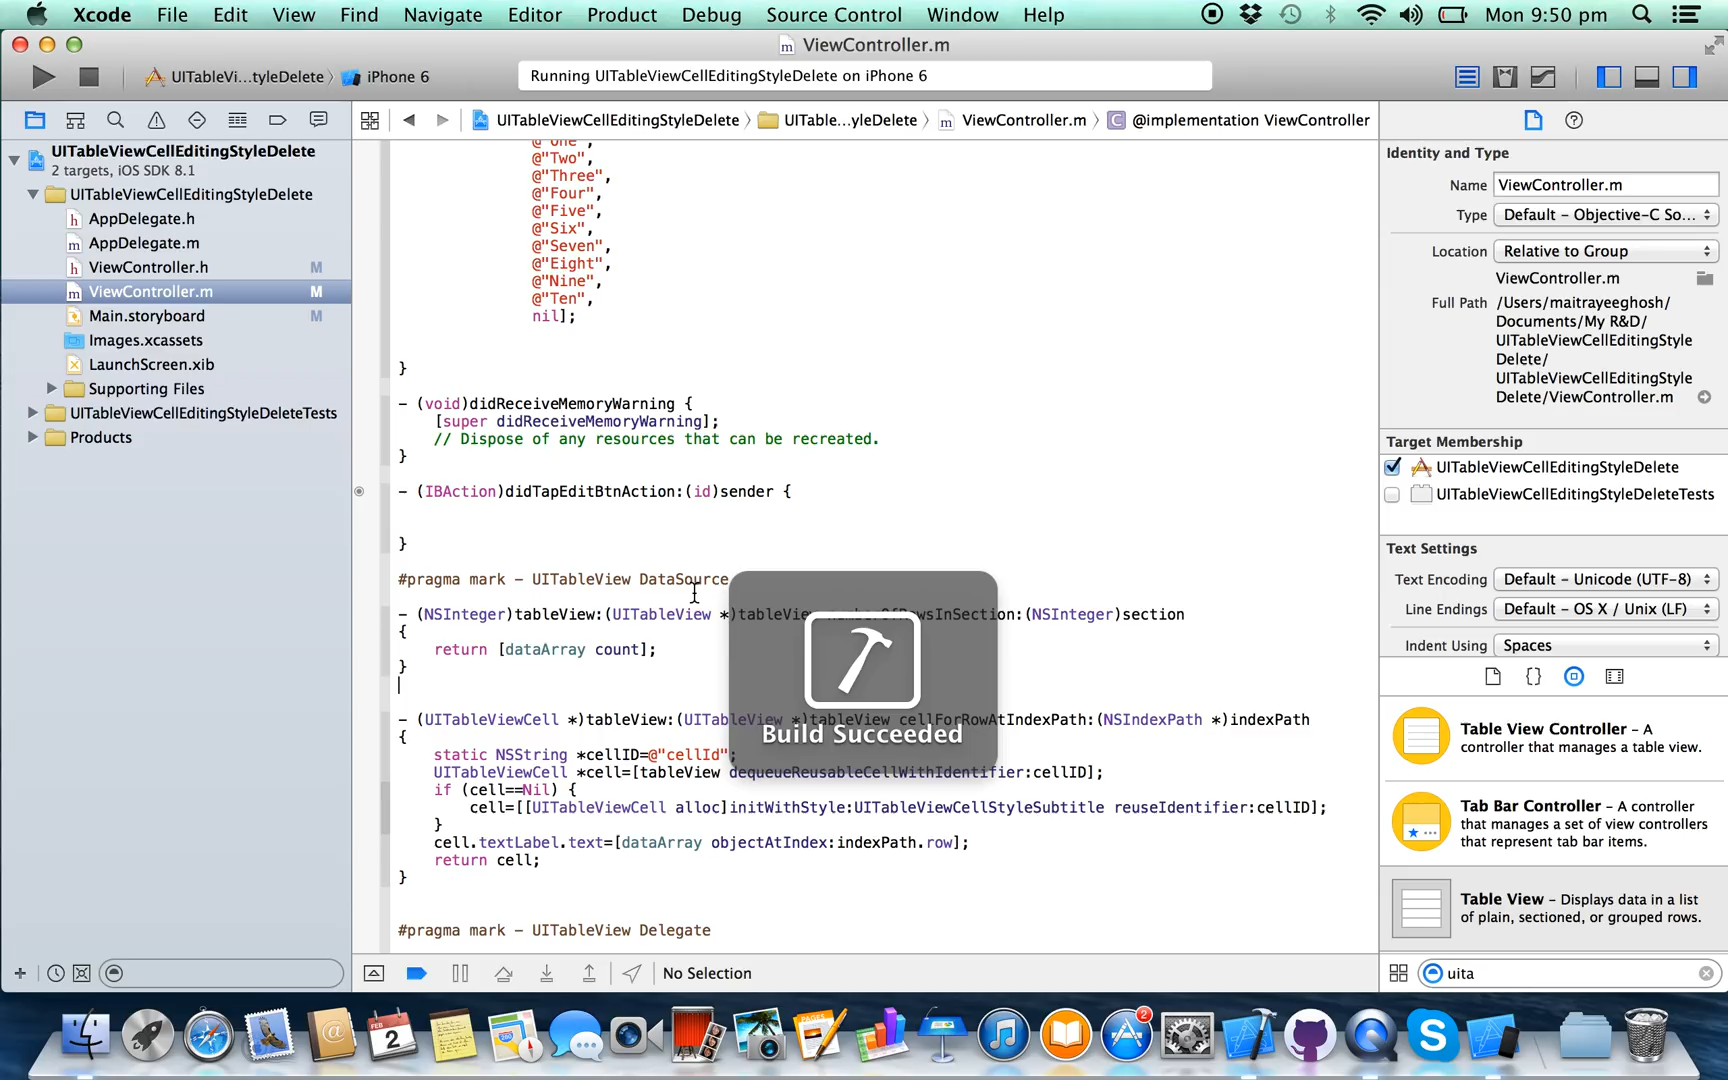 Xcode File Edit View Find Navigate Editor Product Debug Source Control Window Help Mon 9:50 pm
ViewController.m
UITableVi...tyleDelete iPhone 6 Running UITableViewCellEditingStyleDelete on iPhone 6
UITableViewCellEditingStyleDelete UITable...yleDelete ViewController.m C @implementation ViewController
UITableViewCellEditingStyleDelete
2 targets, iOS SDK 8.1
UITableViewCellEditingStyleDelete
h AppDelegate.h
m AppDelegate.m
h ViewController.h M
m ViewController.m M
Main.storyboard M
Images.xcassets
LaunchScreen.xib
Supporting Files
UITableViewCellEditingStyleDeleteTests
Products
@"One",
@"Two",
@"Three",
@"Four",
@"Five",
@"Six",
@"Seven",
@"Eight",
@"Nine",
@"Ten",
nil];
}
- (void)didReceiveMemoryWarning {
[super didReceiveMemoryWarning];
// Dispose of any resources that can be recreated.
}
- (IBAction)didTapEditBtnAction:(id)sender {
}
#pragma mark - UITableView DataSource
- (NSInteger)tableView:(UITableView *)tableView numberOfRowsInSection:(NSInteger)section
{
return [dataArray count];
}
- (UITableViewCell *)tableView:(UITableView *)tableView cellForRowAtIndexPath:(NSIndexPath *)indexPath
{
static NSString *cellID=@"cellId";
UITableViewCell *cell=[tableView dequeueReusableCellWithIdentifier:cellID];
if (cell==Nil) {
cell=[[UITableViewCell alloc]initWithStyle:UITableViewCellStyleSubtitle reuseIdentifier:cellID];
}
cell.textLabel.text=[dataArray objectAtIndex:indexPath.row];
return cell;
}
#pragma mark - UITableView Delegate
Build Succeeded
No Selection
Identity and Type
Name ViewController.m
Type Default - Objective-C So...
Location Relative to Group
ViewController.m
Full Path /Users/maitrayeeghosh/
Documents/My R&D/
UITableViewCellEditingStyle
Delete/
UITableViewCellEditingStyle
Delete/ViewController.m
Target Membership
UITableViewCellEditingStyleDelete
UITableViewCellEditingStyleDeleteTests
Text Settings
Text Encoding Default - Unicode (UTF-8)
Line Endings Default - OS X / Unix (LF)
Indent Using Spaces
Table View Controller - A
controller that manages a table view.
Tab Bar Controller - A controller
that manages a set of view controllers
that represent tab bar items.
Table View - Displays data in a list
of plain, sectioned, or grouped rows.
uita
FEB
2
PAGES
2